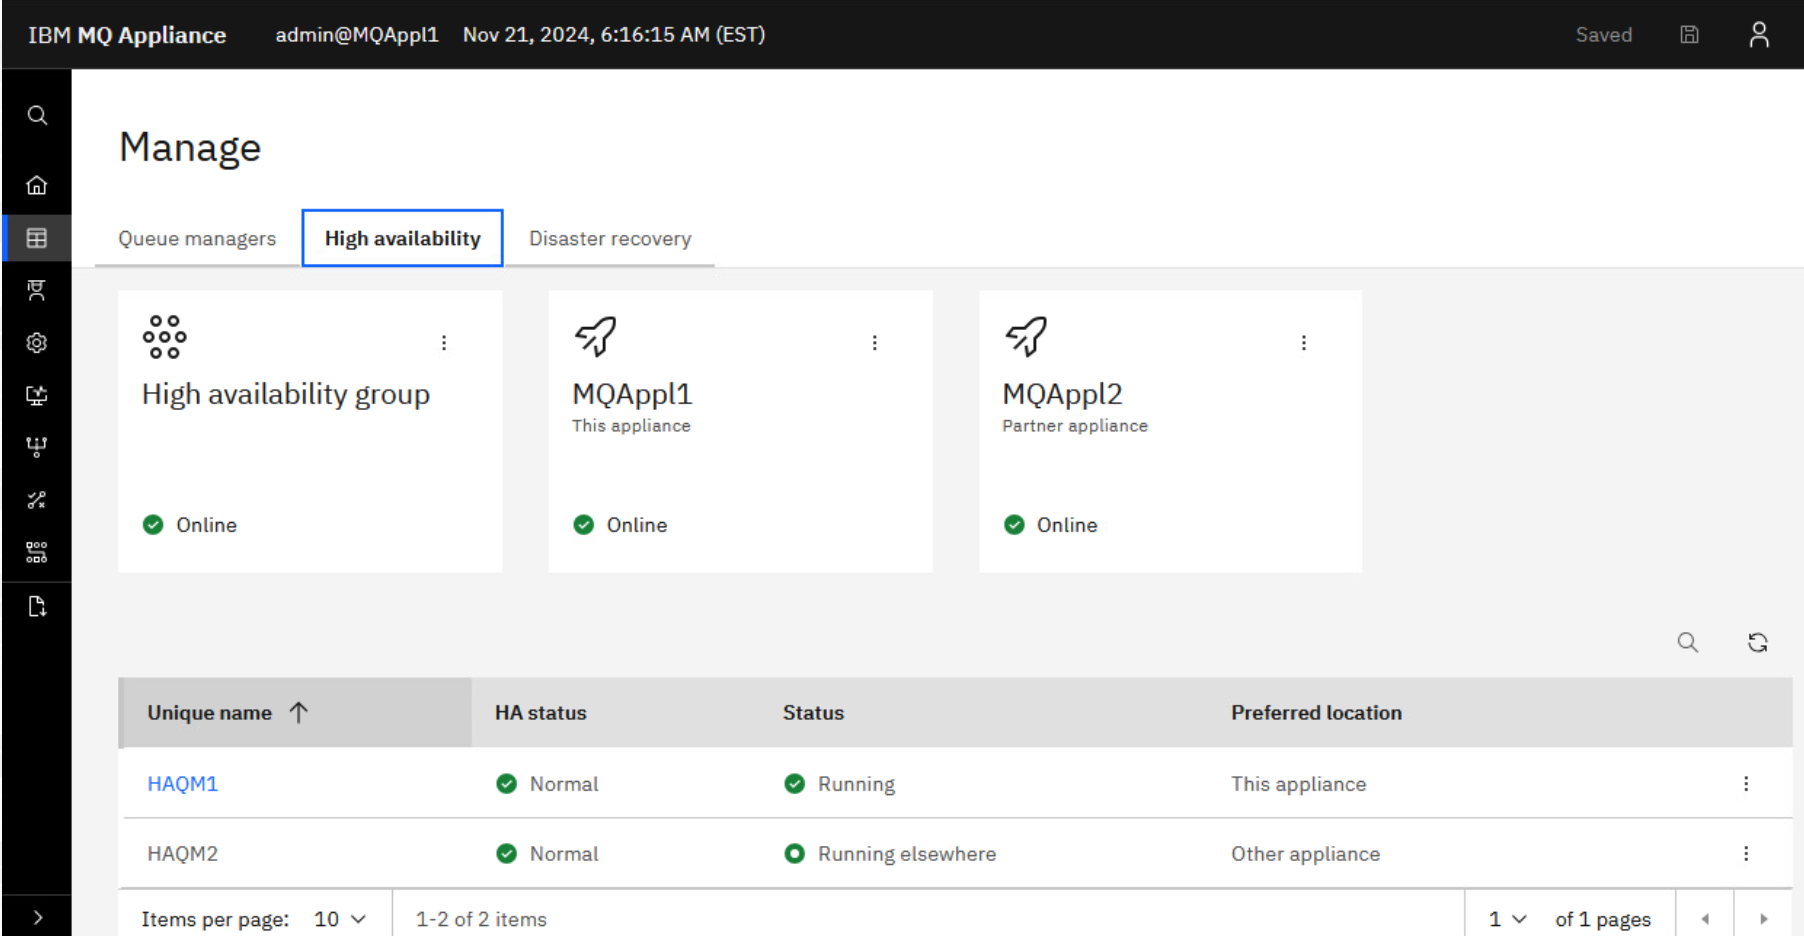 IBM MQ Appliance admin@MQAppl1 Nov 21, 2024, 6:16:15 AM (EST) Saved
Manage
Queue managers High availability Disaster recovery
High availability group
Online
MQAppl1
This appliance
Online
MQAppl2
Partner appliance
Online
Unique name HA status Status Preferred location
HAQM1 Normal Running This appliance
HAQM2 Normal Running elsewhere Other appliance
Items per page: 10 1-2 of 2 items 1 of 1 pages